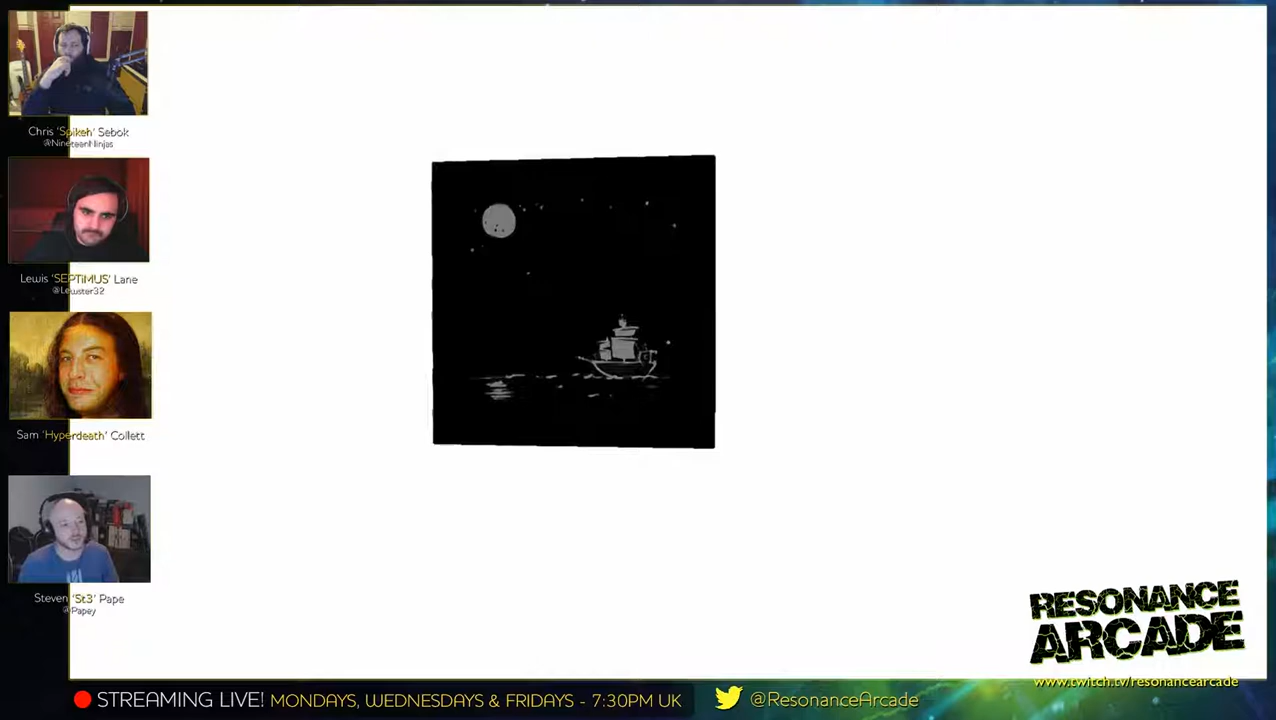 Chris 'Spikeh' Sebok
@NineteenNinjas
Lewis 'SEPTiMUS' Lane
@Lewster32
Sam 'Hyperdeath' Collett
Steven 'St3' Pape
@Papey
RESONANCE
ARCADE
www.twitch.tv/resonancearcade
STREAMING LIVE! MONDAYS, WEDNESDAYS & FRIDAYS - 7:30PM UK
@ResonanceArcade